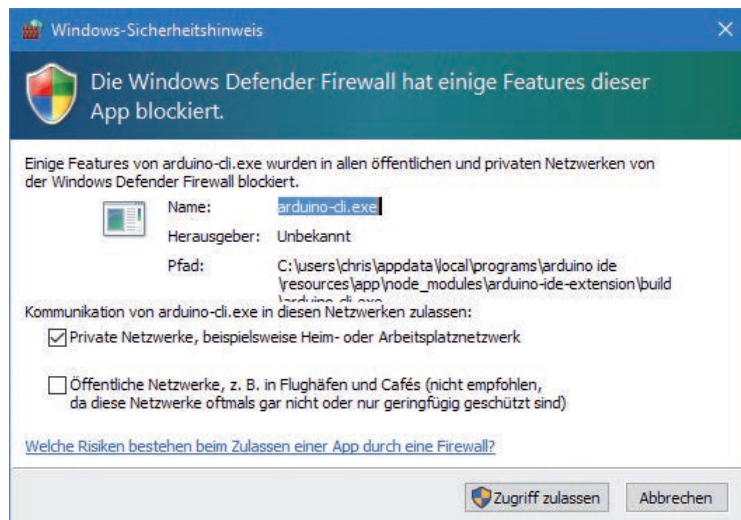 Windows-Sicherheitshinweis
Die Windows Defender Firewall hat einige Features dieser
App blockiert.
Einige Features von arduino-cli.exe wurden in allen öffentlichen und privaten Netzwerken von
der Windows Defender Firewall blockiert.
Name: arduino-cli.exe
Herausgeber: Unbekannt
Pfad: C:\users\chris\appdata\local\programs\arduino ide
\resources\app\node_modules\arduino-ide-extension\build
\arduino-cli.exe
Kommunikation von arduino-cli.exe in diesen Netzwerken zulassen:
Private Netzwerke, beispielsweise Heim- oder Arbeitsplatznetzwerk
Öffentliche Netzwerke, z. B. in Flughäfen und Cafés (nicht empfohlen,
da diese Netzwerke oftmals gar nicht oder nur geringfügig geschützt sind)
Welche Risiken bestehen beim Zulassen einer App durch eine Firewall?
Zugriff zulassen Abbrechen